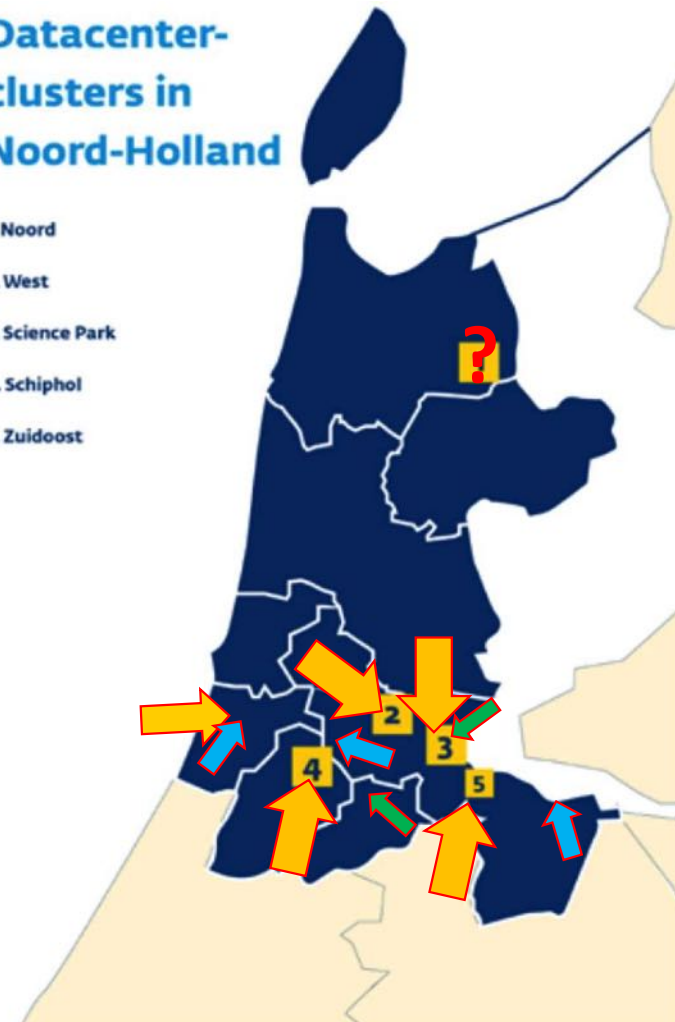 Datacenter-
clusters in
Noord-Holland
Noord
West
Science Park
Schiphol
Zuidoost
?
2
3
4
5